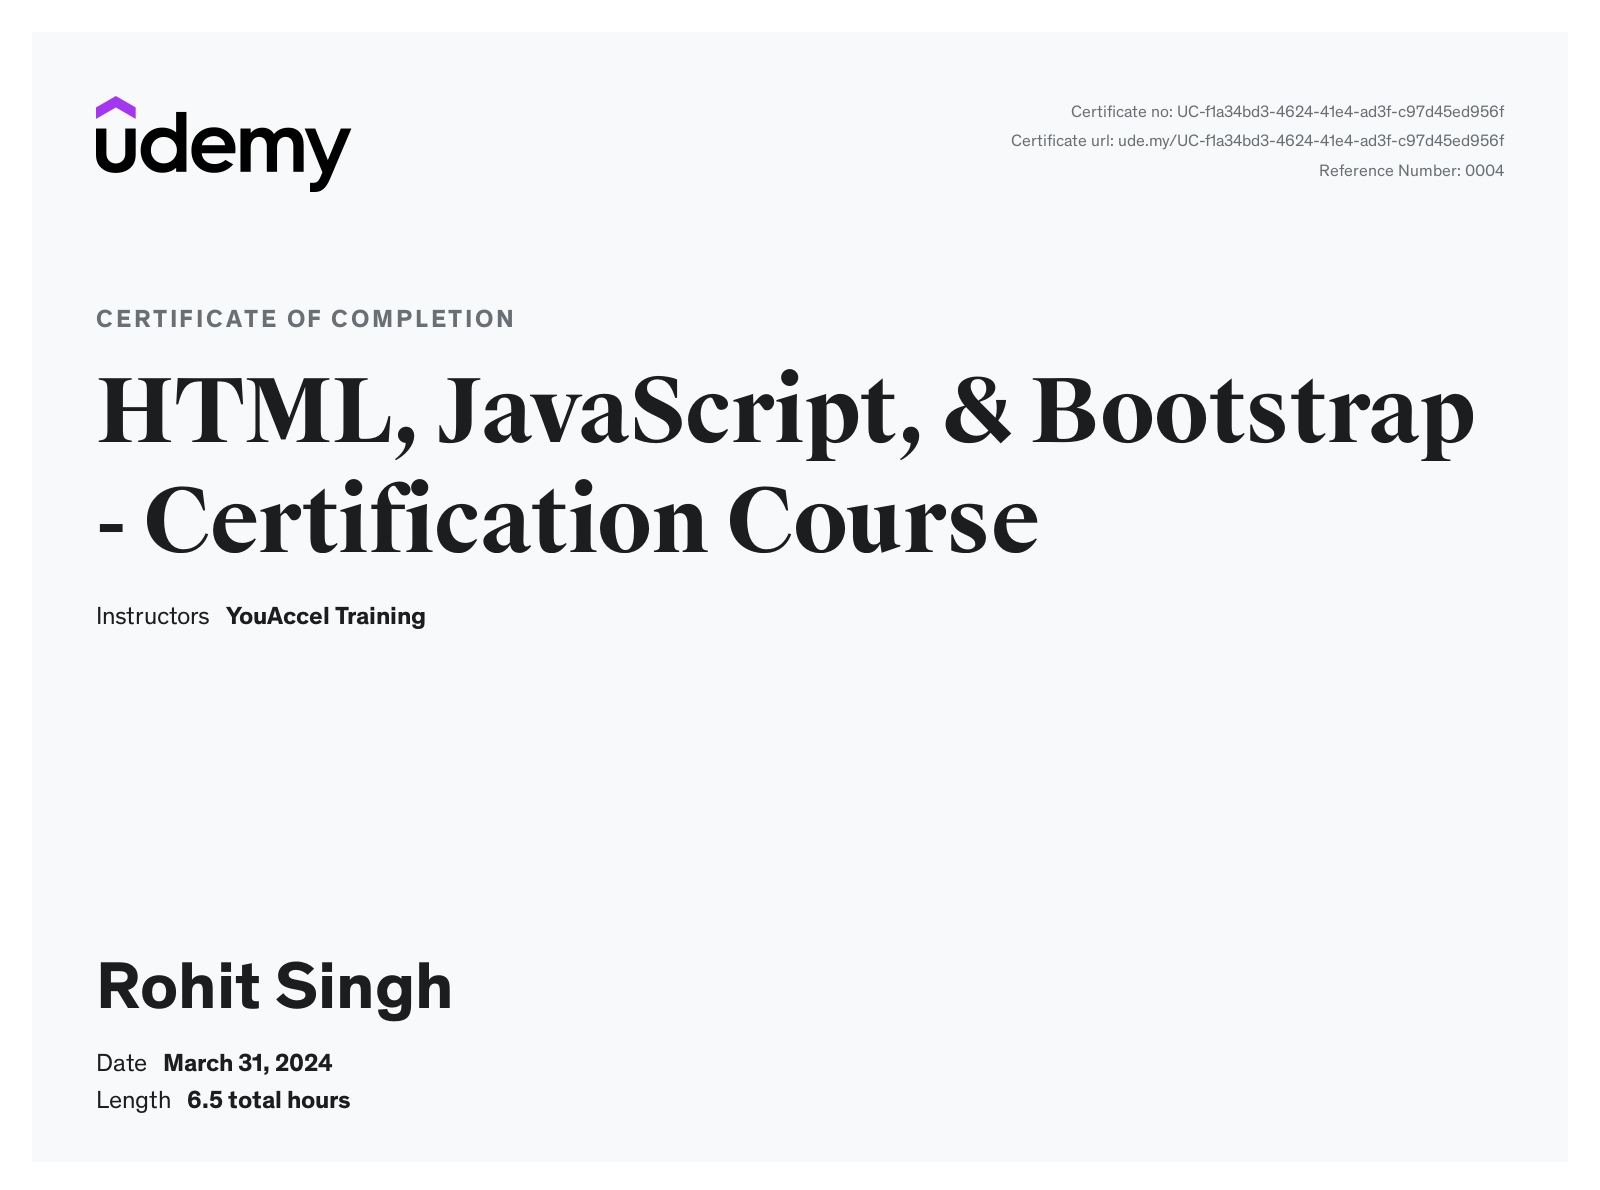 udemy
Certificate no: UC-f1a34bd3-4624-41e4-ad3f-c97d45ed956f
Certificate url: ude.my/UC-f1a34bd3-4624-41e4-ad3f-c97d45ed956f
Reference Number: 0004
CERTIFICATE OF COMPLETION
HTML, JavaScript, & Bootstrap
- Certification Course
Instructors YouAccel Training
Rohit Singh
Date March 31, 2024
Length 6.5 total hours